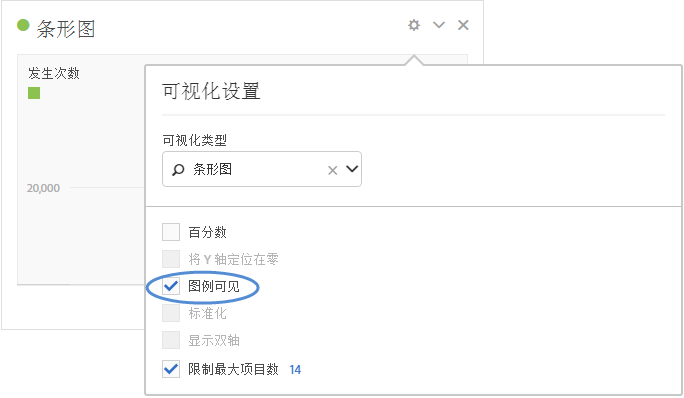 条形图
发生次数
20,000
可视化设置
可视化类型
条形图
百分数
将 Y 轴定位在零
图例可见
标准化
显示双轴
限制最大项目数 14